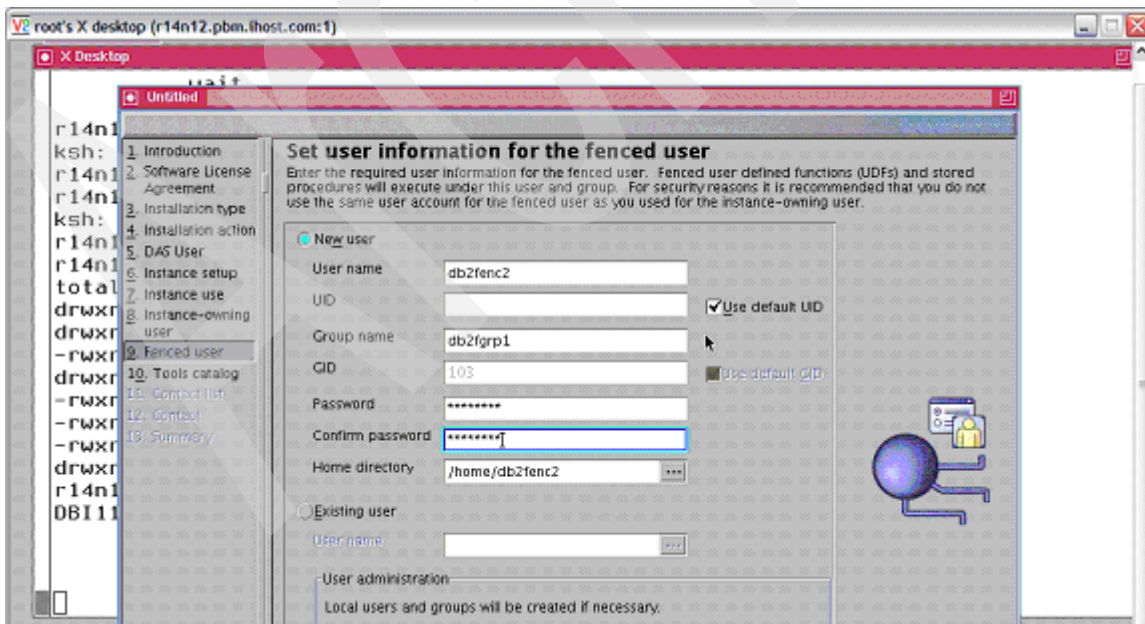 root's X desktop (r14n12.pbm.ihost.com:1)
X Desktop
wait
Untitled
r14n1
ksh:
r14n1
r14n1
ksh:
r14n1
r14n1
total
drwxr
drwxr
-rwxr
drwxr
-rwxr
-rwxr
-rwxr
drwxr
r14n1
DBI11
1. Introduction
2. Software License
Agreement
3. Installation type
4. Installation action
5. DAS User
6. Instance setup
7. Instance use
8. Instance-owning
user
9. Fenced user
10. Tools catalog
11. Contact list
12. Contact
13. Summary
Set user information for the fenced user
Enter the required user information for the fenced user. Fenced user defined functions (UDFs) and stored
procedures will execute under this user and group. For security reasons it is recommended that you do not
use the same user account for the fenced user as you used for the instance-owning user.
New user
User name db2fenc2
UID Use default UID
Group name db2fgrp1
GID 103 Use default GID
Password ********
Confirm password ********
Home directory /home/db2fenc2 ...
Existing user
User name ...
User administration
Local users and groups will be created if necessary.